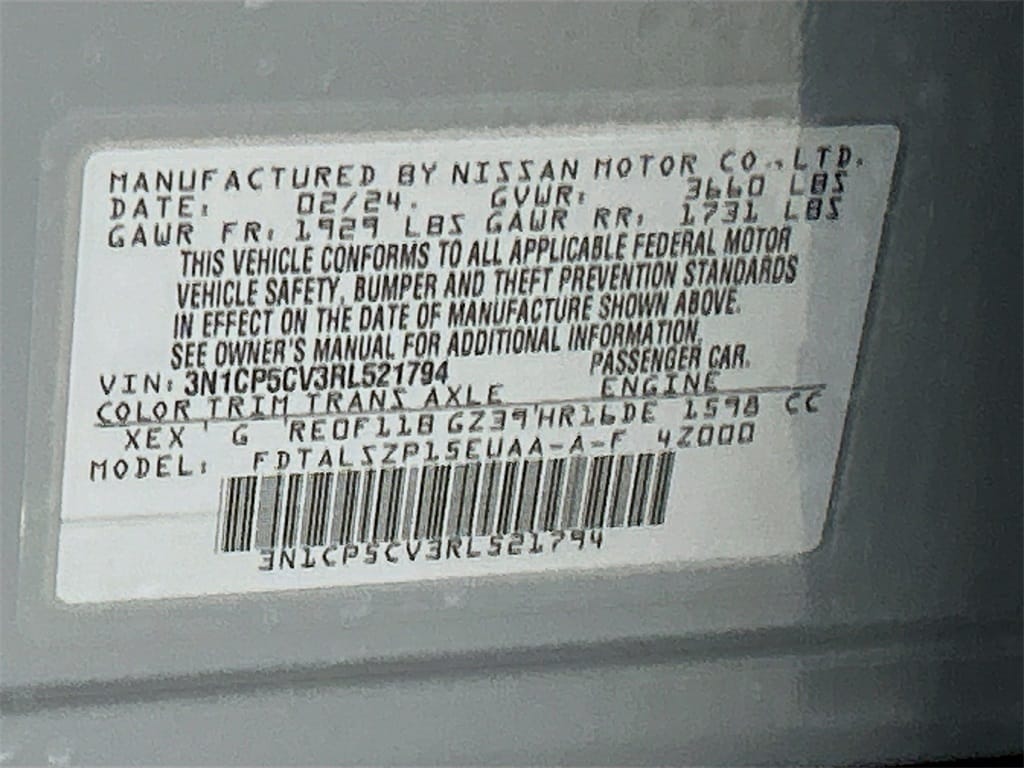 MANUFACTURED BY NISSAN MOTOR CO., LTD.
DATE: 02/24. GVWR: 3660 LBS
GAWR FR: 1929 LBS GAWR RR: 1731 LBS
THIS VEHICLE CONFORMS TO ALL APPLICABLE FEDERAL MOTOR
VEHICLE SAFETY, BUMPER AND THEFT PREVENTION STANDARDS
IN EFFECT ON THE DATE OF MANUFACTURE SHOWN ABOVE.
SEE OWNER'S MANUAL FOR ADDITIONAL INFORMATION.
VIN: 3N1CP5CV3RL521794 PASSENGER CAR.
COLOR TRIM TRANS AXLE ENGINE
XEX G RE0F11B GZ39 HR16DE 1598 CC
MODEL: FDTALSZP15EUAA-A-F 4Z000
3N1CP5CV3RL521794